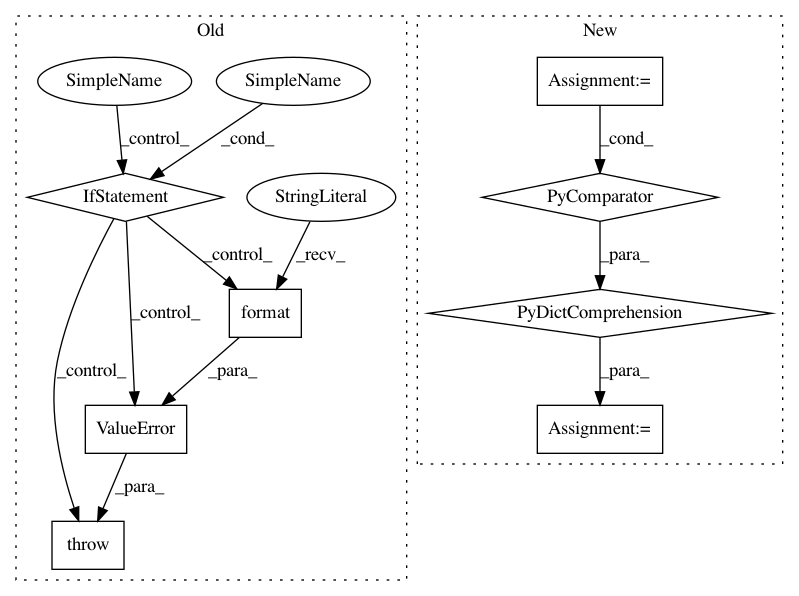 Old
New
SimpleName
SimpleName
Assignment:=
_control_
_cond_
_cond_
IfStatement
StringLiteral
PyComparator
_control_
_recv_
_para_
_control_
format
PyDictComprehension
_control_
_para_
_para_
ValueError
Assignment:=
_para_
throw